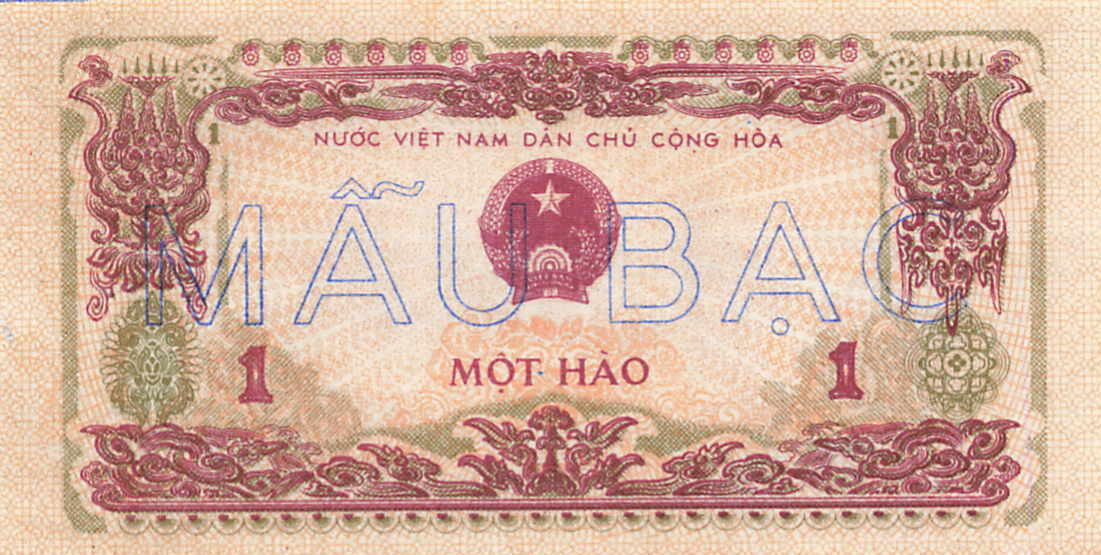 1 1
NƯỚC VIỆT NAM DÂN CHỦ CỘNG HÒA
MẪU BẠC
1 MỘT HÀO 1